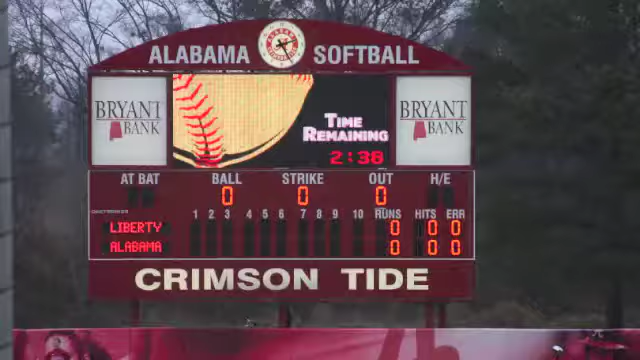 ALABAMA SOFTBALL
BRYANT BANK
TIME REMAINING
2:38
BRYANT BANK
AT BAT BALL STRIKE OUT H/E
0 0 0
1 2 3 4 5 6 7 8 9 10 RUNS HITS ERR
LIBERTY 0 0 0
ALABAMA 0 0 0
CRIMSON TIDE